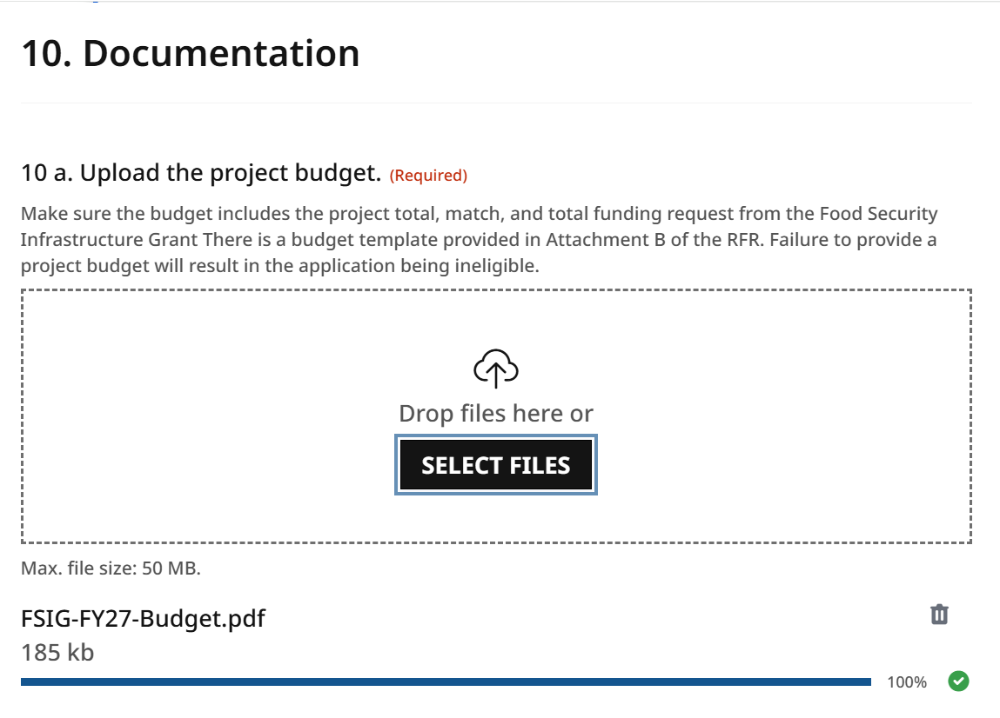 10. Documentation
10 a. Upload the project budget. (Required)
Make sure the budget includes the project total, match, and total funding request from the Food Security
Infrastructure Grant There is a budget template provided in Attachment B of the RFR. Failure to provide a
project budget will result in the application being ineligible.
Drop files here or
SELECT FILES
Max. file size: 50 MB.
FSIG-FY27-Budget.pdf
185 kb
100%